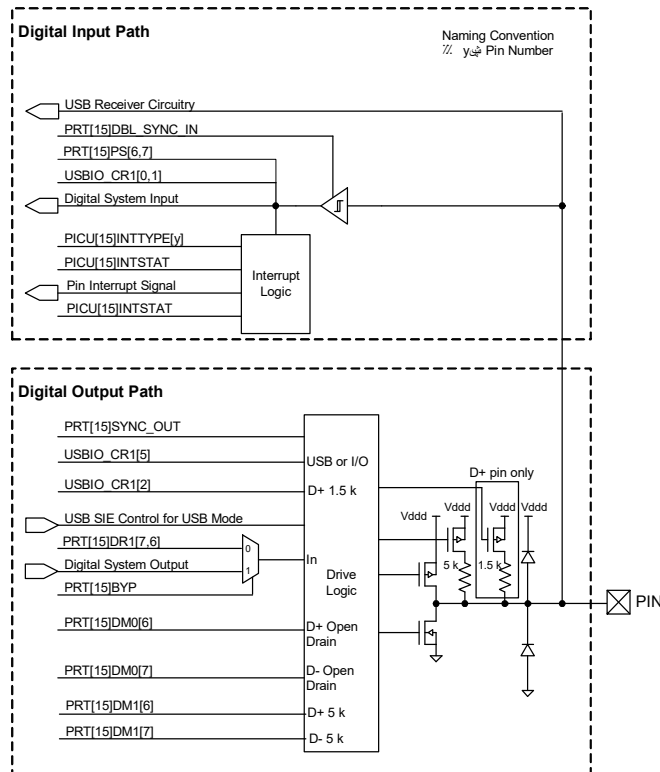 Digital Input Path
Naming Convention
y Pin Number
USB Receiver Circuitry
PRT[15]DBL_SYNC_IN
PRT[15]PS[6,7]
USBIO_CR1[0,1]
Digital System Input
PICU[15]INTTYPE[y]
PICU[15]INTSTAT
Pin Interrupt Signal
PICU[15]INTSTAT
Interrupt
Logic
Digital Output Path
PRT[15]SYNC_OUT
USBIO_CR1[5]
USB or I/O
D+ pin only
USBIO_CR1[2]
D+ 1.5 k
Vddd
Vddd
Vddd
Vddd
USB SIE Control for USB Mode
PRT[15]DR1[7,6]
0
In
5 k
1.5 k
Digital System Output
1
Drive
Logic
PRT[15]BYP
PIN
PRT[15]DM0[6]
D+ Open
Drain
PRT[15]DM0[7]
D- Open
Drain
PRT[15]DM1[6]
D+ 5 k
PRT[15]DM1[7]
D- 5 k